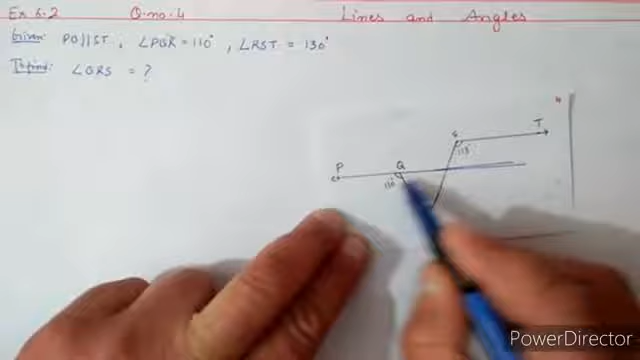 Ex 6.2 Q.no.4 Lines and Angles
Given: PQ||ST, ∠PQR = 110°, ∠RST = 130°
To find: ∠QRS = ?
S T
P Q
110°
PowerDirector